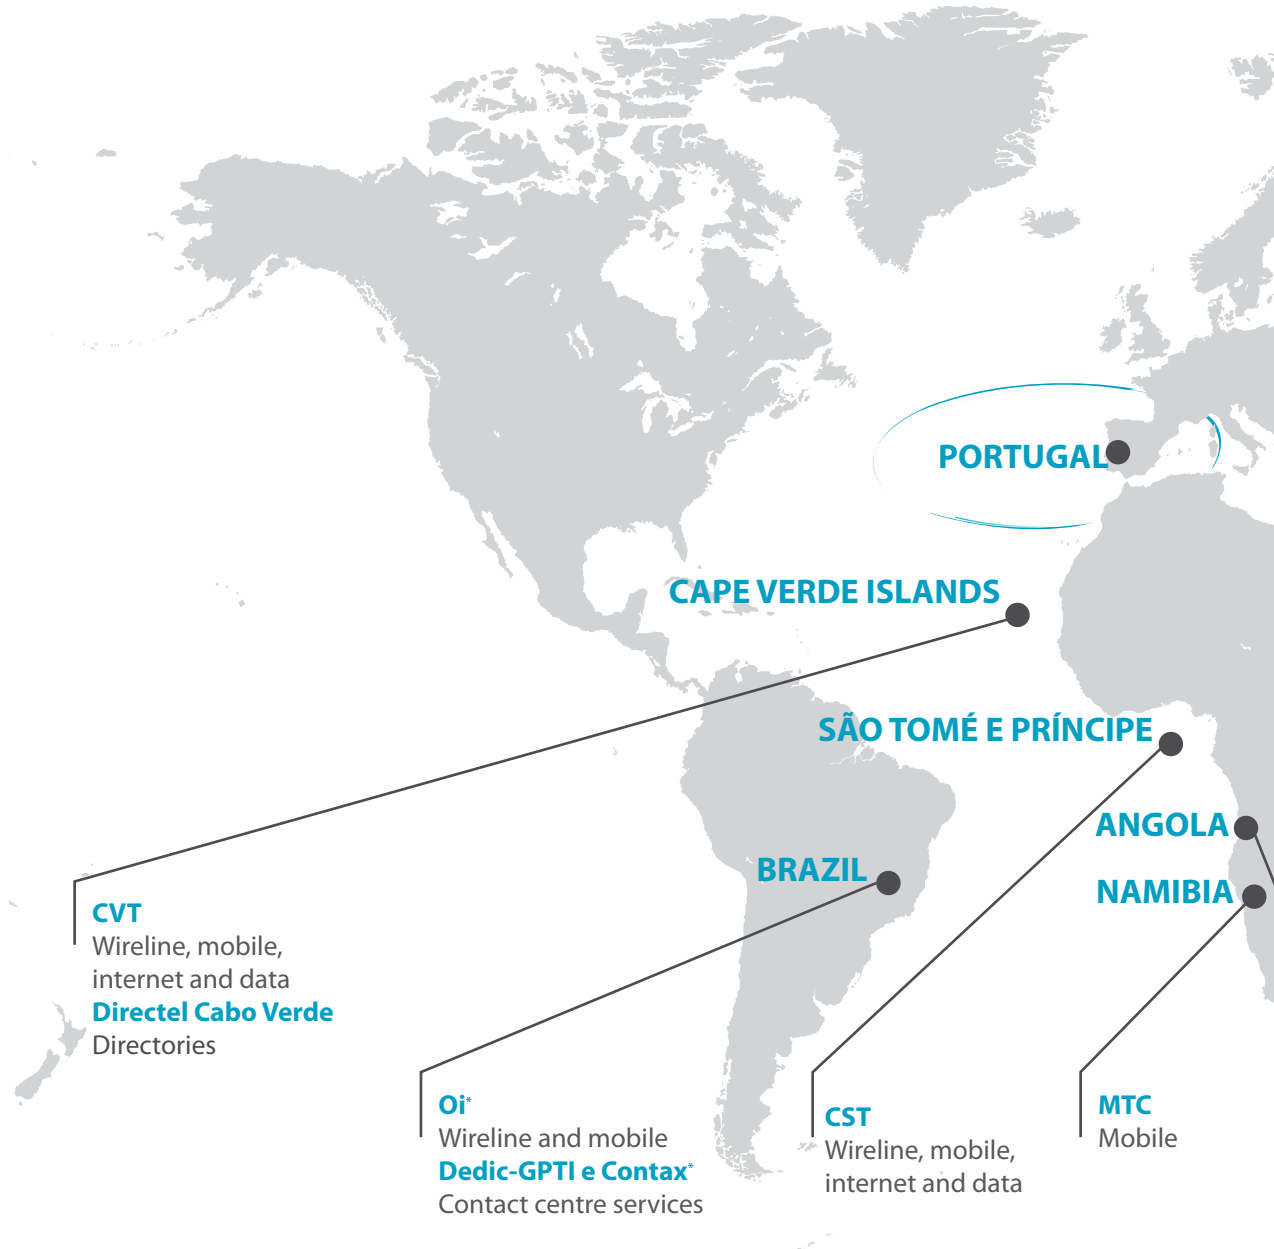 PORTUGAL
CAPE VERDE ISLANDS
SÃO TOMÉ E PRÍNCIPE
ANGOLA
BRAZIL
NAMIBIA
CVT
Wireline, mobile,
internet and data
Directel Cabo Verde
Directories
Oi*
Wireline and mobile
Dedic-GPTI e Contax*
Contact centre services
CST
Wireline, mobile,
internet and data
MTC
Mobile